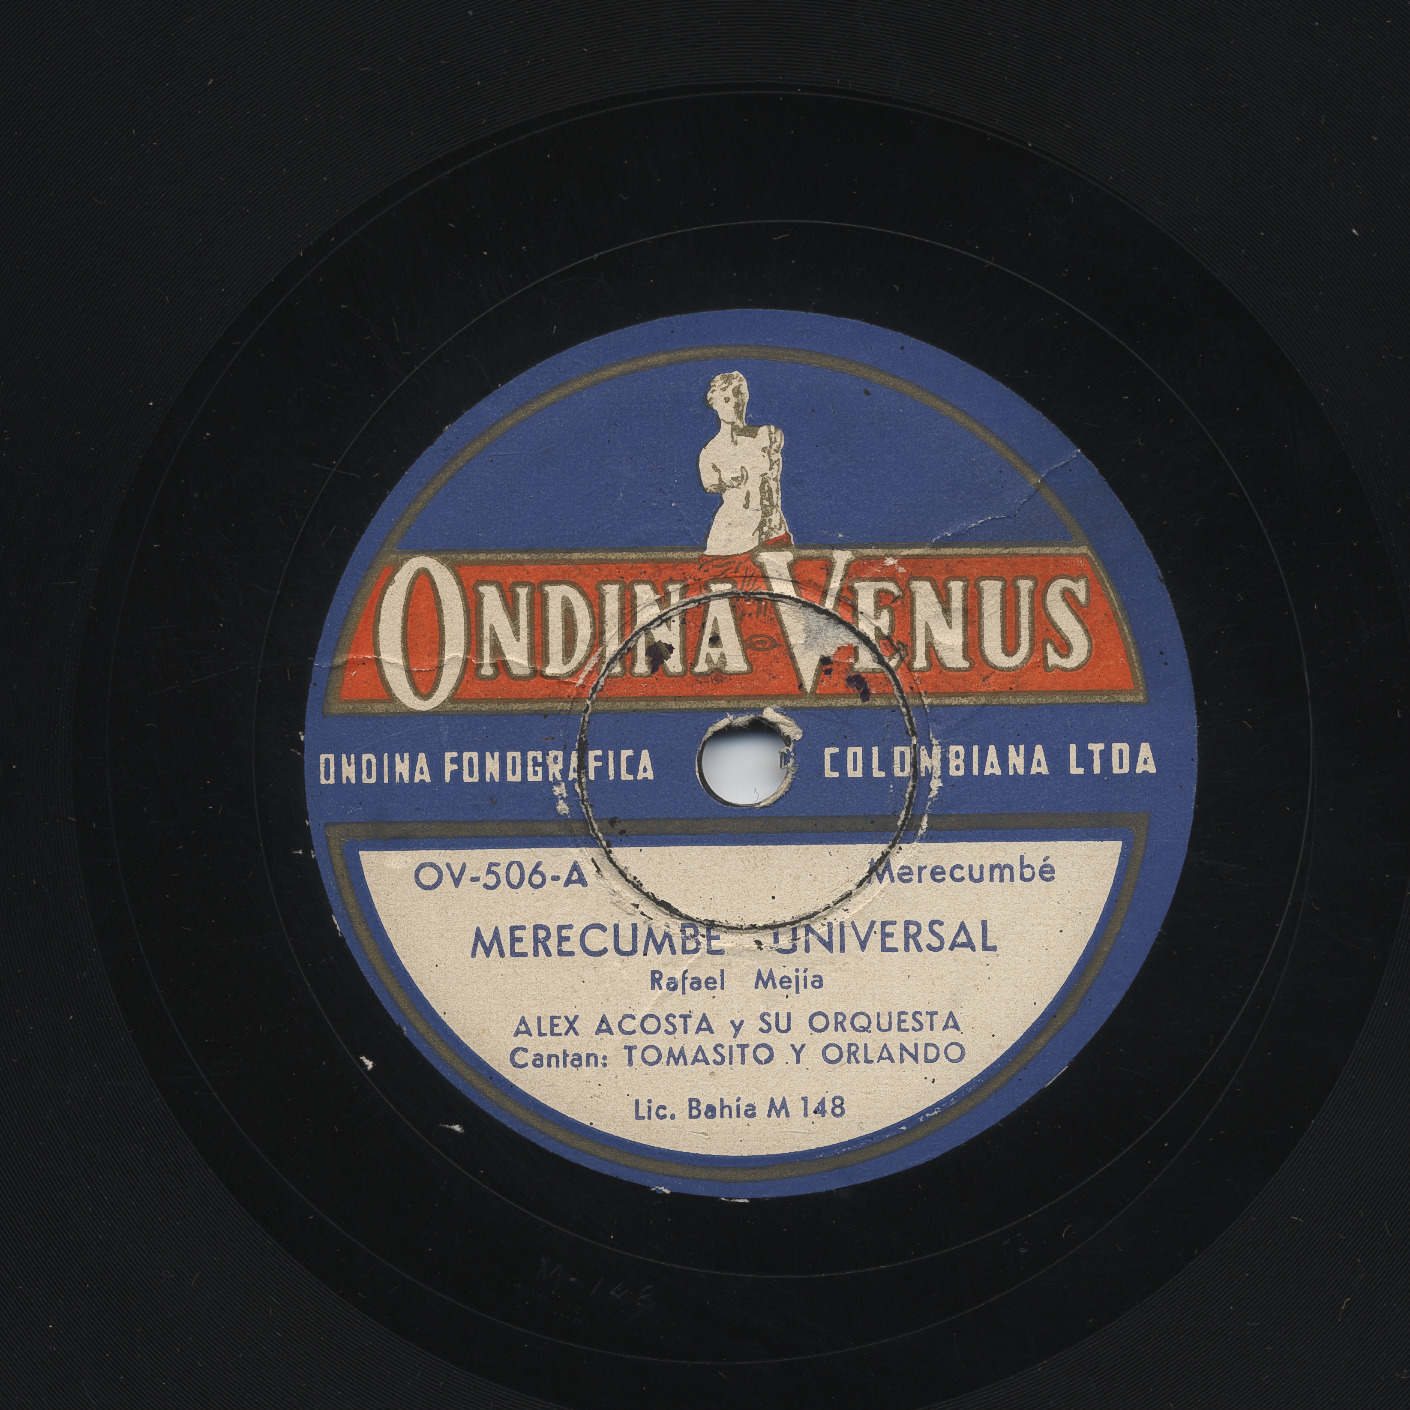 ONDINA VENUS
ONDINA FONOGRAFICA COLOMBIANA LTDA
OV-506-A Merecumbé
MERECUMBE UNIVERSAL
Rafael Mejía
ALEX ACOSTA y SU ORQUESTA
Cantan: TOMASITO Y ORLANDO
Lic. Bahía M 148
M-148